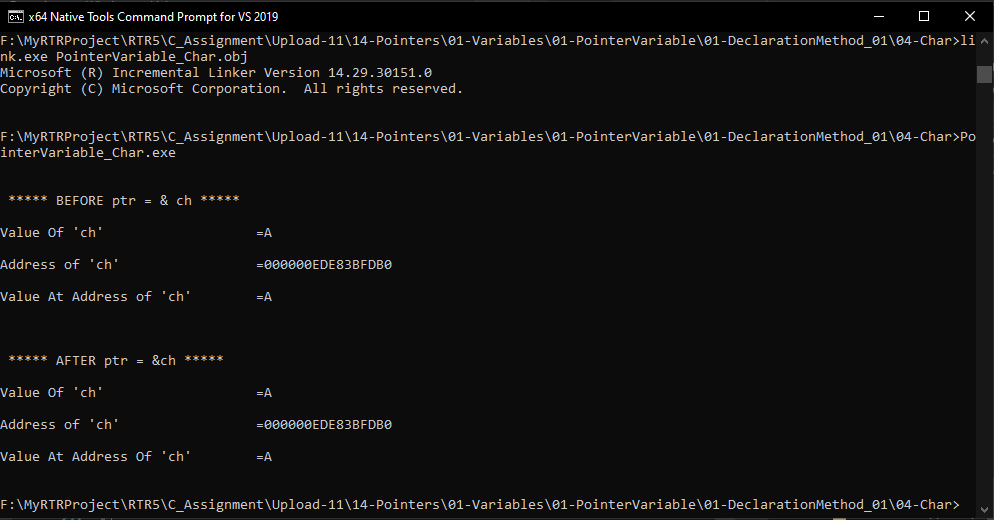 x64 Native Tools Command Prompt for VS 2019
F:\MyRTRProject\RTR5\C_Assignment\Upload-11\14-Pointers\01-Variables\01-PointerVariable\01-DeclarationMethod_01\04-Char>li
nk.exe PointerVariable_Char.obj
Microsoft (R) Incremental Linker Version 14.29.30151.0
Copyright (C) Microsoft Corporation.  All rights reserved.
F:\MyRTRProject\RTR5\C_Assignment\Upload-11\14-Pointers\01-Variables\01-PointerVariable\01-DeclarationMethod_01\04-Char>Po
interVariable_Char.exe
***** BEFORE ptr = & ch *****
Value Of 'ch'                   =A
Address of 'ch'                 =000000EDE83BFDB0
Value At Address of 'ch'        =A
***** AFTER ptr = &ch *****
Value Of 'ch'                   =A
Address of 'ch'                 =000000EDE83BFDB0
Value At Address Of 'ch'        =A
F:\MyRTRProject\RTR5\C_Assignment\Upload-11\14-Pointers\01-Variables\01-PointerVariable\01-DeclarationMethod_01\04-Char>